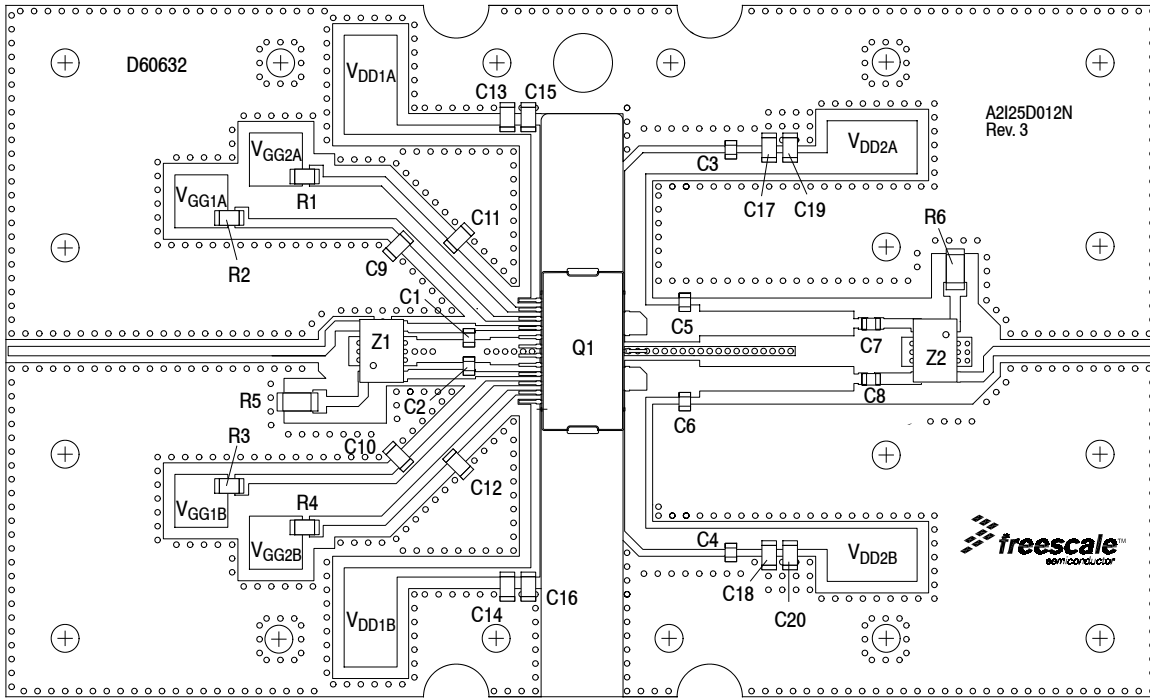 D60632
VDD1A
C13 C15
A2I25D012N
Rev. 3
VGG2A
C3
VDD2A
VGG1A
R1
C17 C19
C11
R6
R2
C9
C1
C5
Z1
Q1
C7
Z2
R5
C2
C8
C6
R3
C10
C12
VGG1B
R4
VGG2B
C4
VDD2B
freescale™
semiconductor
C18
C20
C14 C16
VDD1B